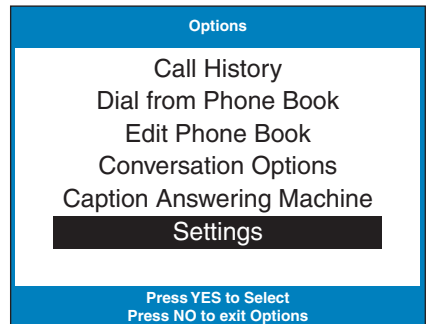 Options
Call History
Dial from Phone Book
Edit Phone Book
Conversation Options
Caption Answering Machine
Settings
Press YES to Select
Press NO to exit Options